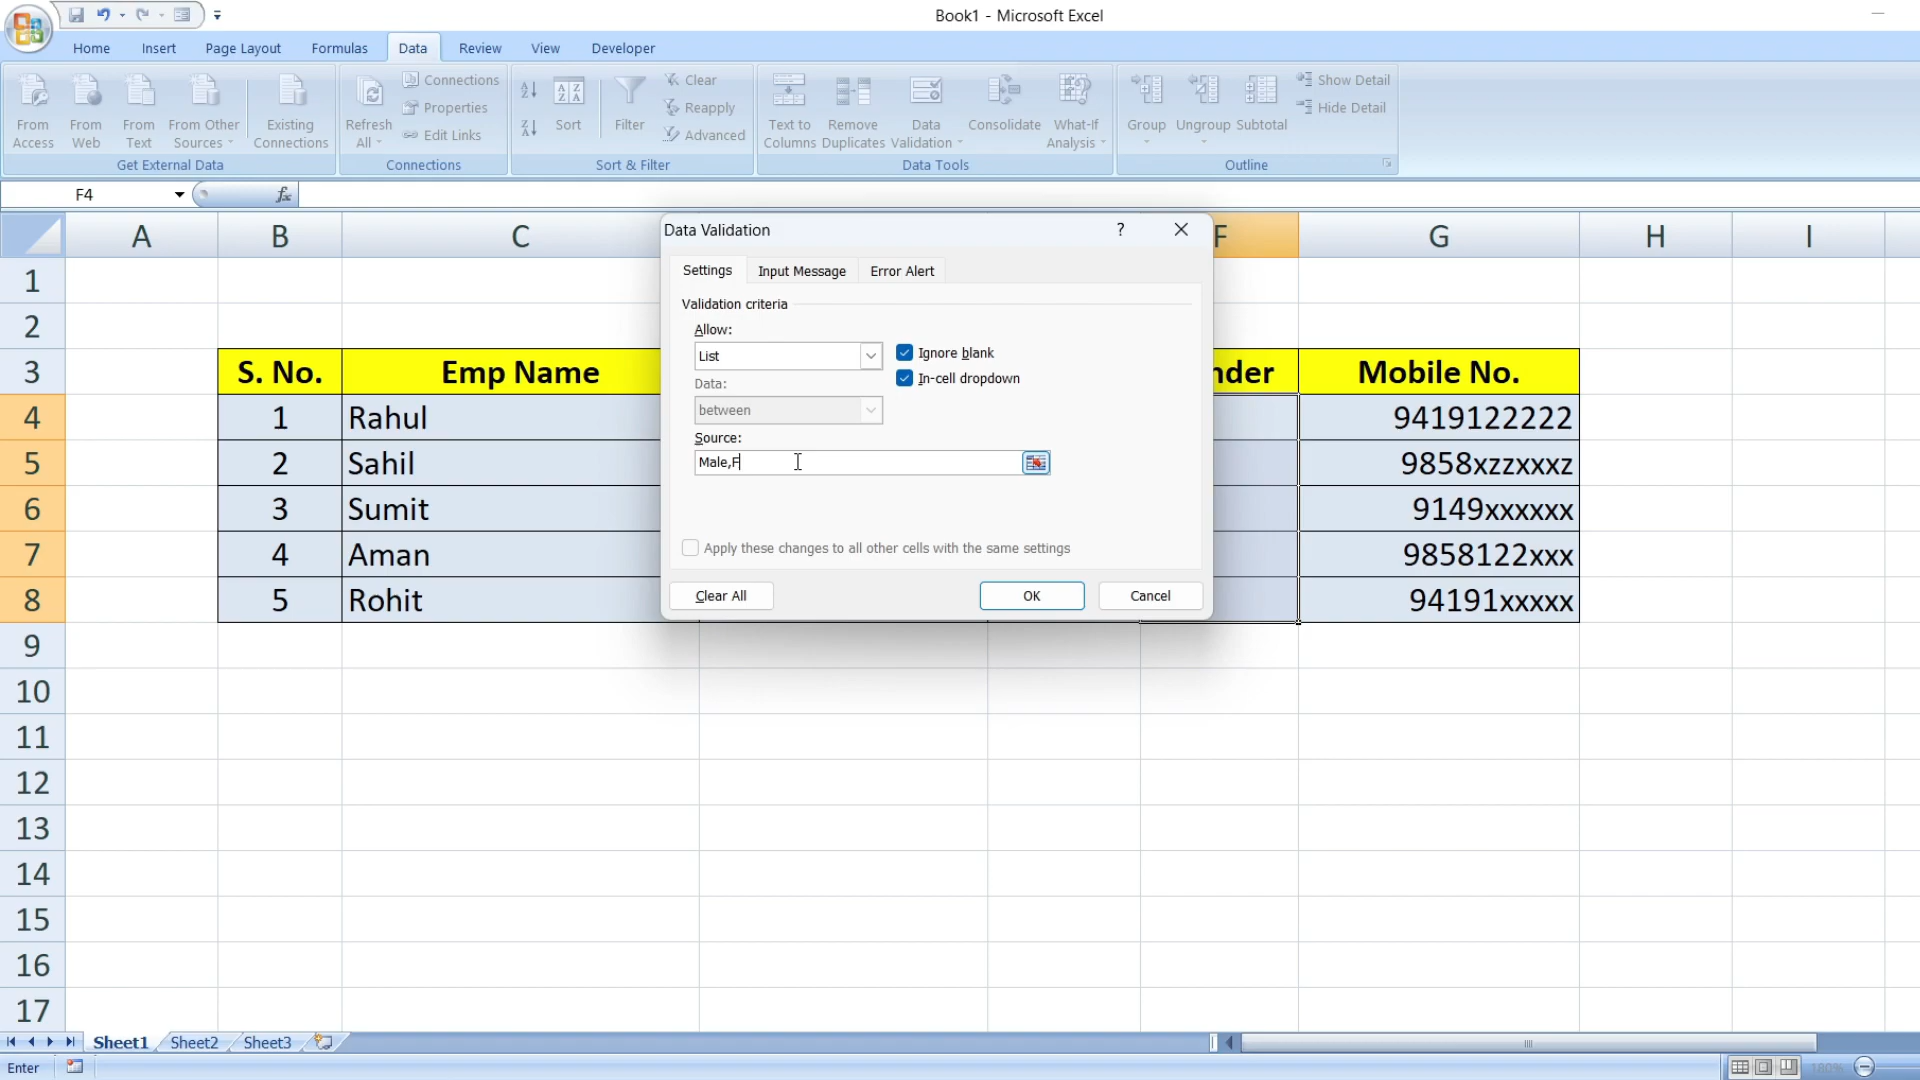 Book1 - Microsoft Excel
Home Insert Page Layout Formulas Data Review View Developer
From Access
From Web
From Text
From Other Sources
Existing Connections
Get External Data
Refresh All
Connections
Properties
Edit Links
Connections
Sort
Filter
Clear
Reapply
Advanced
Sort & Filter
Text to Columns
Remove Duplicates
Data Validation
Consolidate
What-If Analysis
Data Tools
Group
Ungroup
Subtotal
Show Detail
Hide Detail
Outline
F4 fx
A B C F G H I
Data Validation ?
Settings Input Message Error Alert
Validation criteria
Allow:
List
Ignore blank
Data:
In-cell dropdown
between
Source:
Male,F
Apply these changes to all other cells with the same settings
Clear All OK Cancel
1
2
3 S. No. Emp Name nder Mobile No.
4 1 Rahul 9419122222
5 2 Sahil 9858xzzxxxz
6 3 Sumit 9149xxxxxx
7 4 Aman 9858122xxx
8 5 Rohit 94191xxxxx
9
10
11
12
13
14
15
16
17
Sheet1 Sheet2 Sheet3
Enter 180%